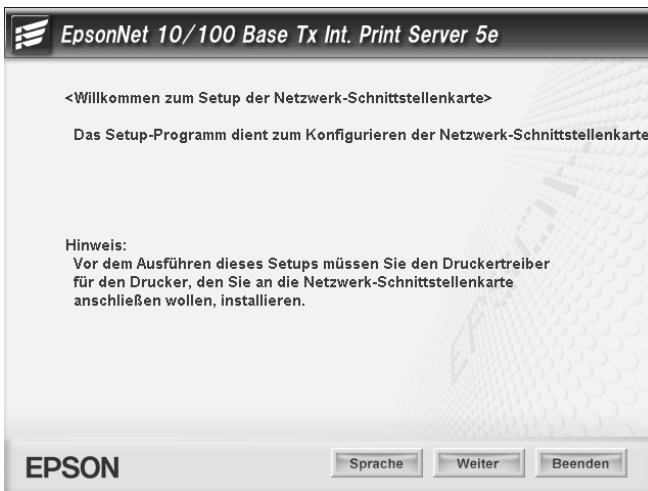 EpsonNet 10/100 Base Tx Int. Print Server 5e
<Willkommen zum Setup der Netzwerk-Schnittstellenkarte>
Das Setup-Programm dient zum Konfigurieren der Netzwerk-Schnittstellenkarte
Hinweis:
Vor dem Ausführen dieses Setups müssen Sie den Druckertreiber
für den Drucker, den Sie an die Netzwerk-Schnittstellenkarte
anschließen wollen, installieren.
EPSON
EPSON
Sprache
Weiter
Beenden